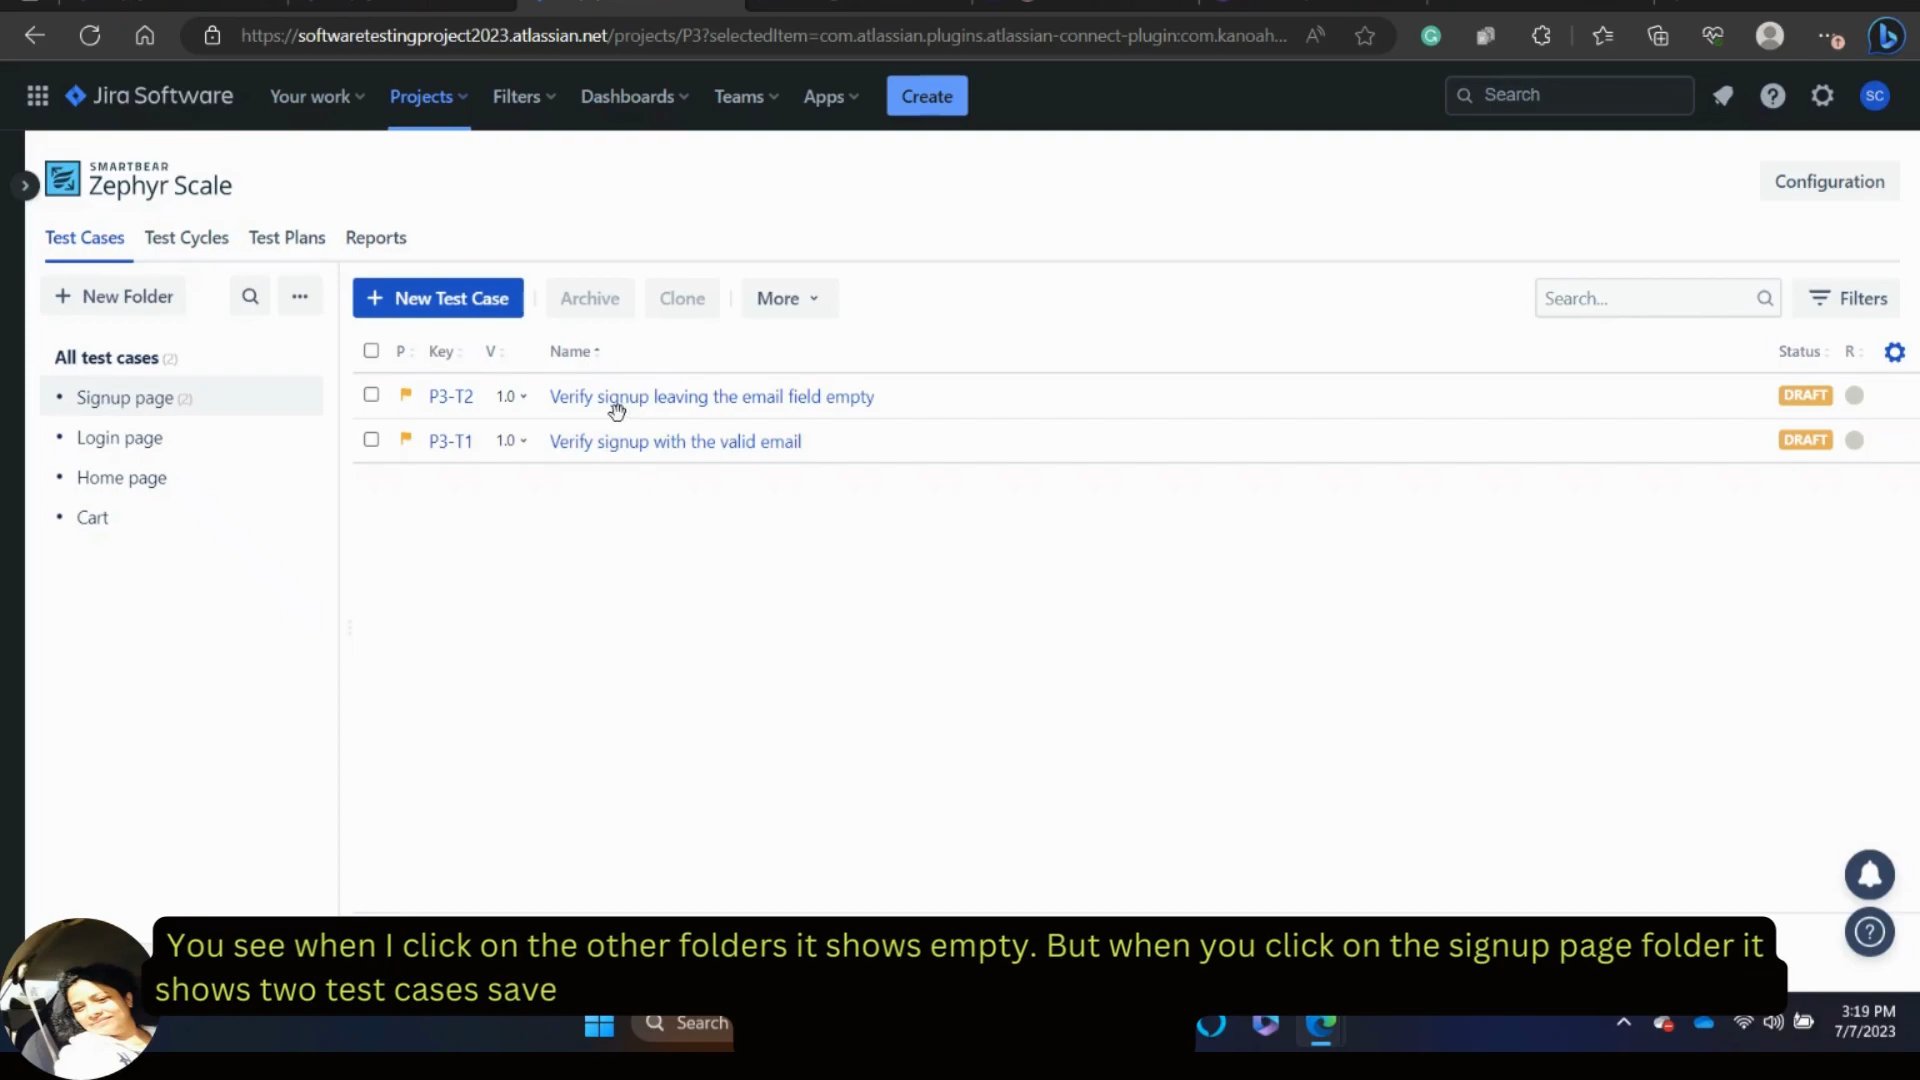 https://softwaretestingproject2023.atlassian.net/projects/P3?selectedItem=com.atlassian.plugins.atlassian-connect-plugin:com.kanoah...
Jira Software Your work Projects Filters Dashboards Teams Apps Create Search SC
SMARTBEAR
Zephyr Scale
Configuration
Test Cases Test Cycles Test Plans Reports
+ New Folder ... + New Test Case Archive Clone More Search... Filters
All test cases (2)
P Key V Name Status R
• Signup page (2)
P3-T2 1.0 Verify signup leaving the email field empty DRAFT
• Login page
P3-T1 1.0 Verify signup with the valid email DRAFT
• Home page
• Cart
You see when I click on the other folders it shows empty. But when you click on the signup page folder it
shows two test cases save
Search
3:19 PM
7/7/2023